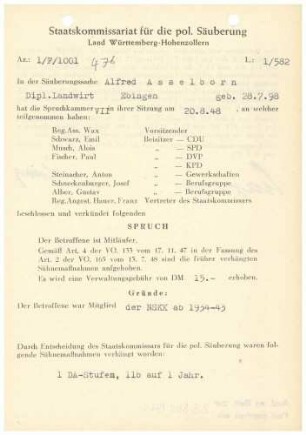 Staatskommissariat für die pol. Säuberung
Land Württemberg-Hohenzollern
Az.: 1/P/1001 476 L.: 1/582
In der Säuberungssache Alfred Asselborn
Dipl.Landwirt Ebingen geb. 28.7.98
hat die Spruchkammer VII in ihrer Sitzung am 20.8.48, an welcher
teilgenommen haben:
Reg.Ass. Wax Vorsitzender
Schwarz, Emil Beisitzer — CDU
Munch, Alois „ — SPD
Fischer, Paul „ — DVP
„ — KPD
Steinacher, Anton „ — Gewerkschaften
Schneckenburger, Josef „ — Berufsgruppe
Alber, Gustav „ — Berufsgruppe
Reg.Angest. Hauer, Franz Vertreter des Staatskommissars
beschlossen und verkündet folgenden
SPRUCH
Der Betroffene ist Mitläufer.
Gemäß Art. 4 der VO. 133 vom 17. 11. 47 in der Fassung des
Art. 2 der VO. 165 vom 13. 7. 48 sind die früher verhängten
Sühnemaßnahmen aufgehoben.
Es wird eine Verwaltungsgebühr von DM 15.- erhoben.
Gründe:
Der Betroffene war Mitglied der NSKK ab 1934-45
Durch Entscheidung des Staatskommissars für die pol. Säuberung waren fol-
gende Sühnemaßnahmen verhängt worden:
1 DA-Stufen, 11b auf 1 Jahr.